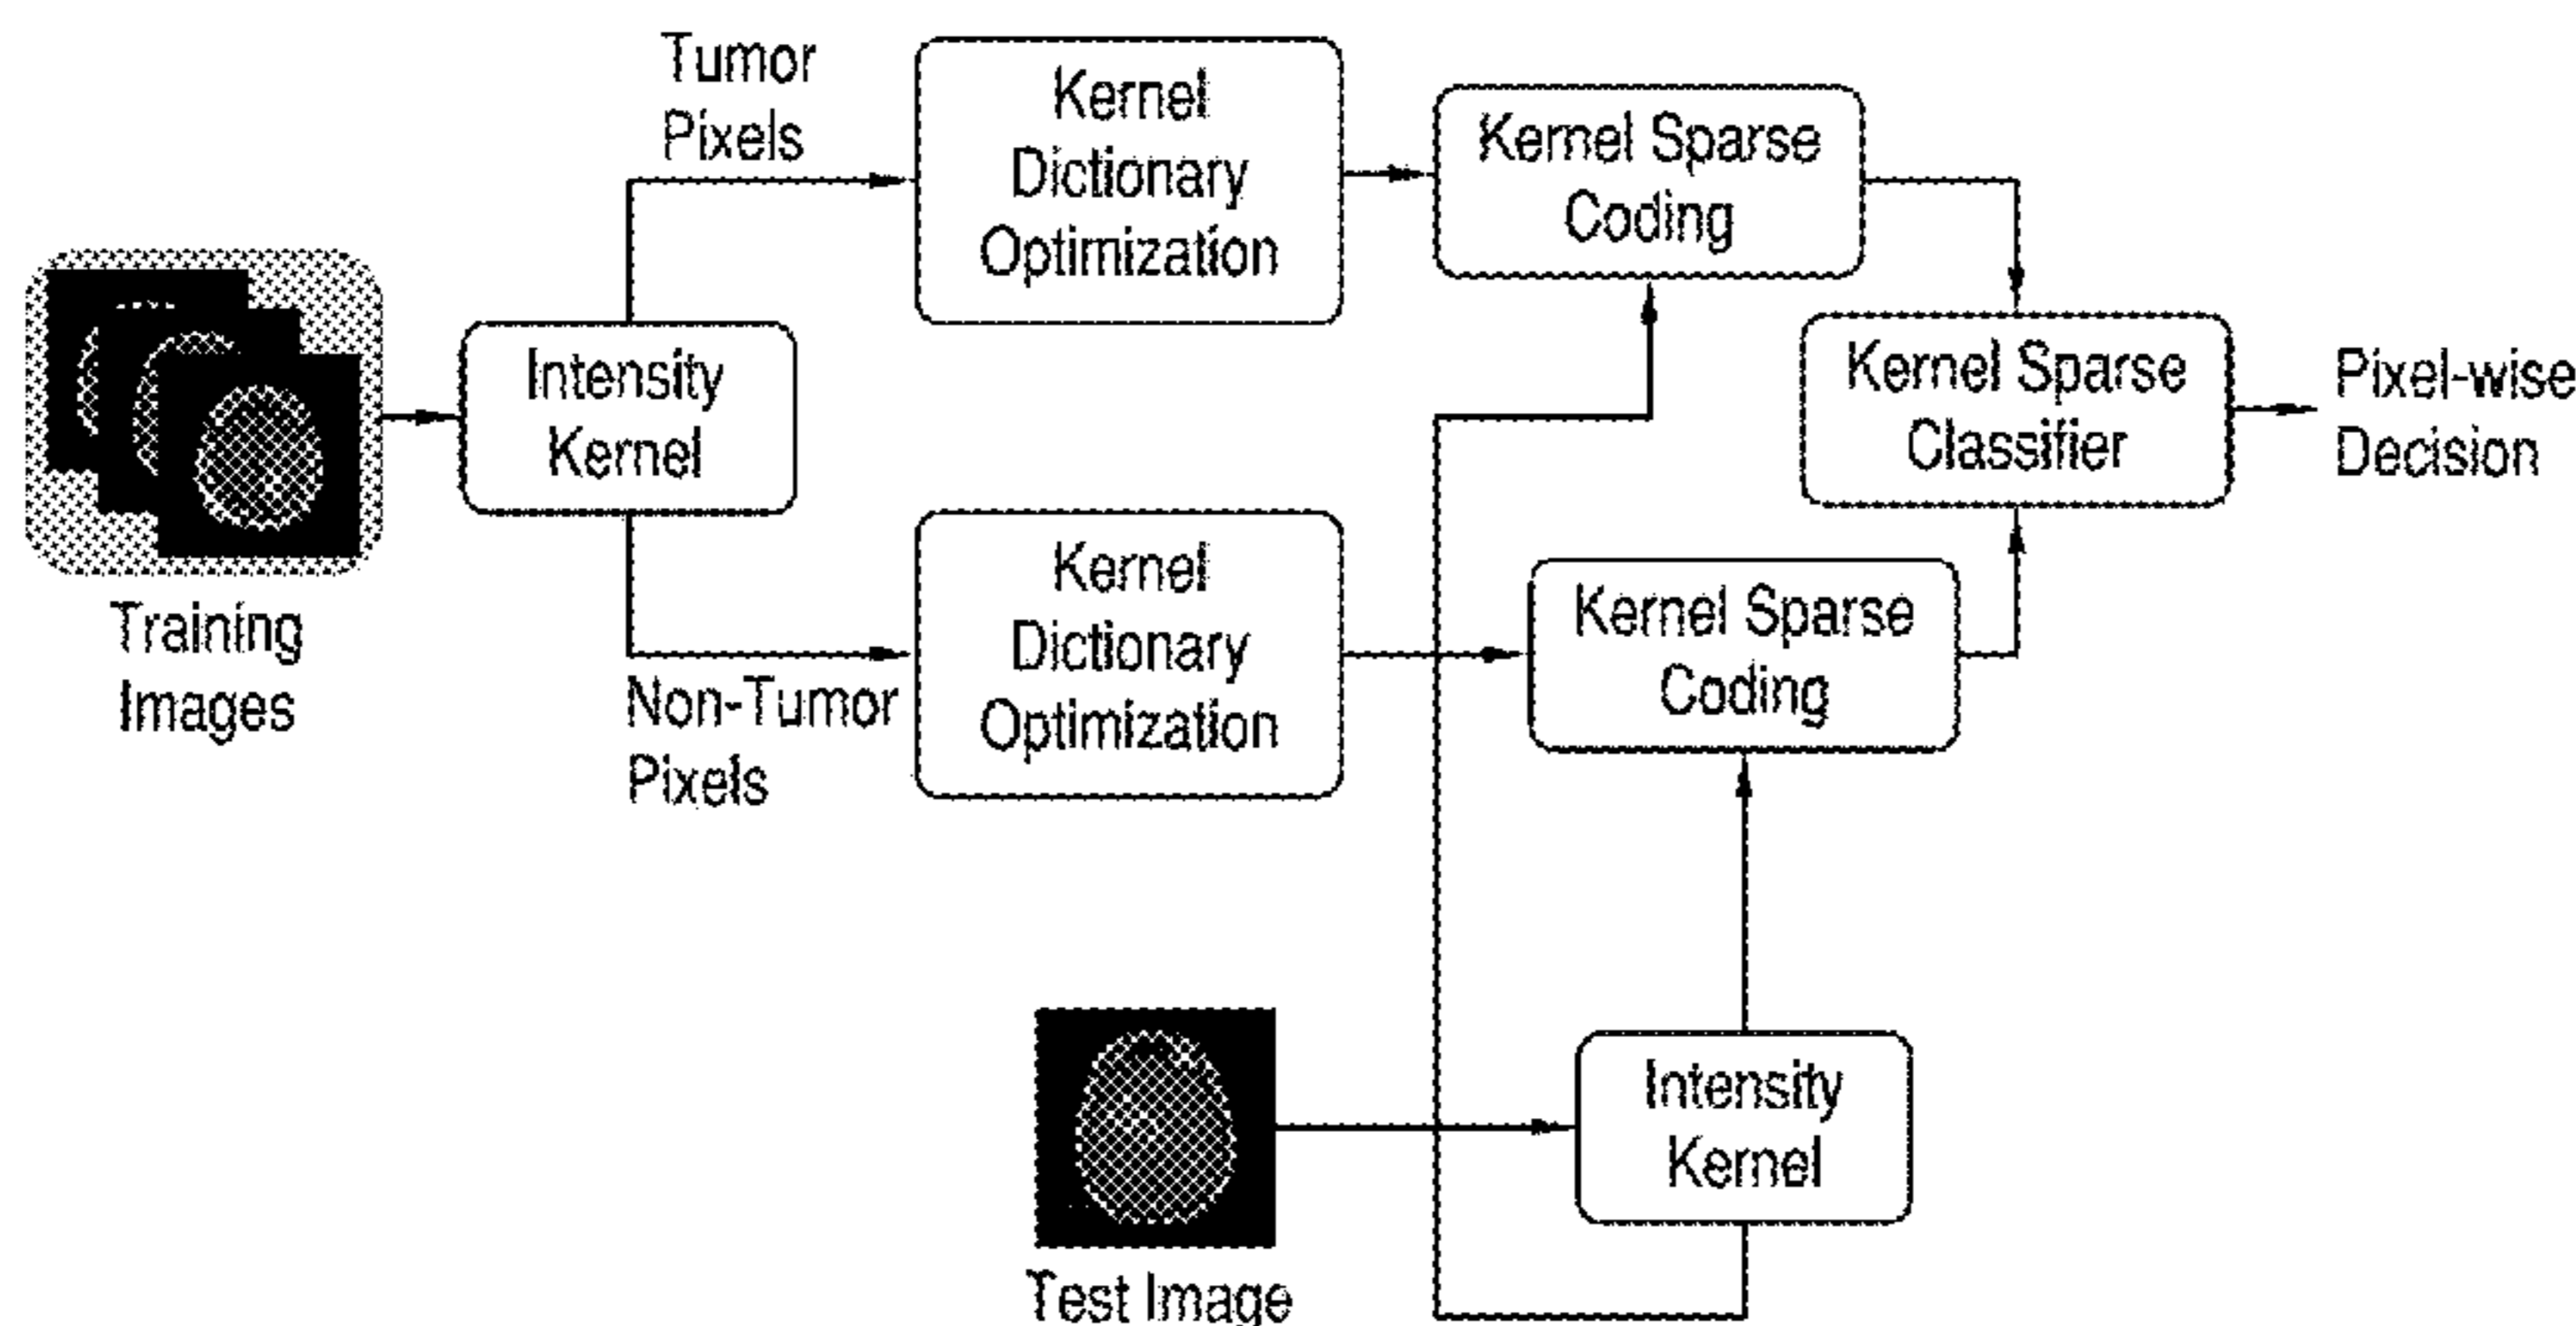 Tumor
Pixels
Kernel
Dictionary
Optimization
Kernel Sparse
Coding
Training
Images
Intensity
Kernel
Kernel Sparse
Classifier
Pixel-wise
Decision
Non-Tumor
Pixels
Kernel
Dictionary
Optimization
Kernel Sparse
Coding
Test Image
Intensity
Kernel